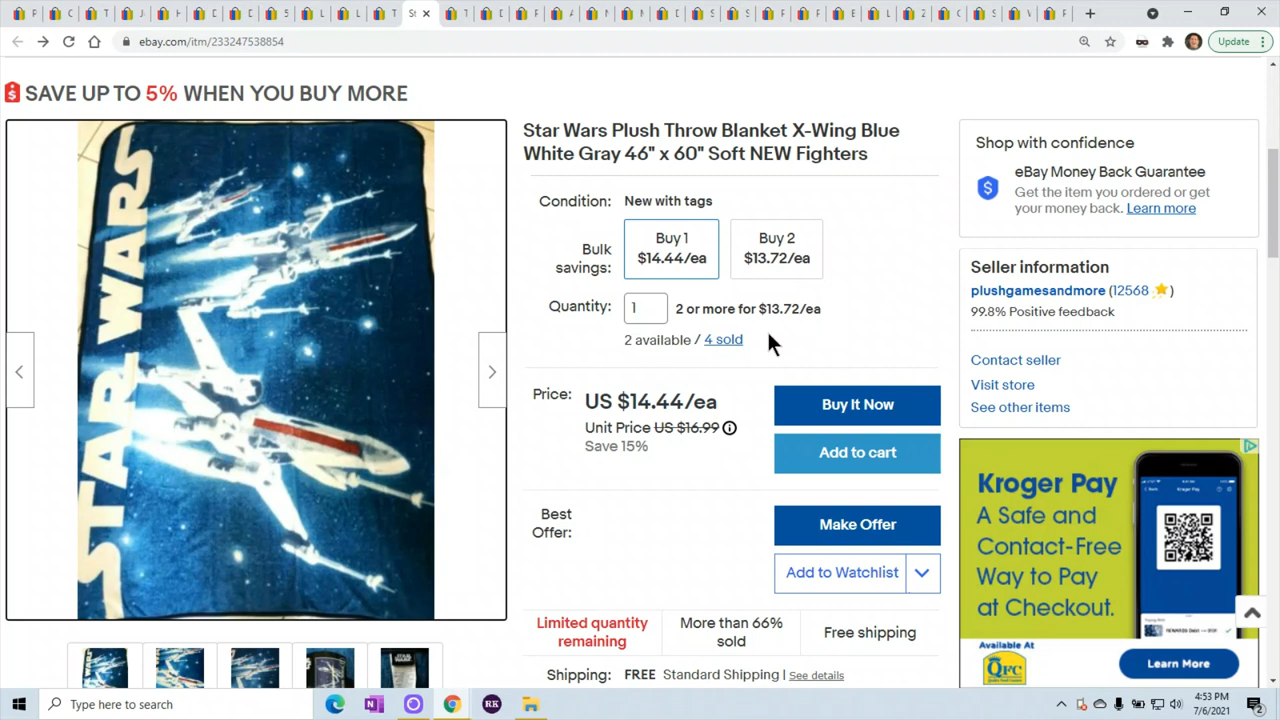 ebay.com/itm/233247538854
Update
SAVE UP TO 5% WHEN YOU BUY MORE
STAR WARS
Star Wars Plush Throw Blanket X-Wing Blue
White Gray 46" x 60" Soft NEW Fighters
Condition: New with tags
Bulk savings:
Buy 1
$14.44/ea
Buy 2
$13.72/ea
Quantity: 1 2 or more for $13.72/ea
2 available / 4 sold
Price: US $14.44/ea
Unit Price US $16.99
Save 15%
Buy It Now
Add to cart
Best
Offer:
Make Offer
Add to Watchlist
Limited quantity
remaining
More than 66%
sold
Free shipping
Shipping: FREE Standard Shipping | See details
Shop with confidence
eBay Money Back Guarantee
Get the item you ordered or get
your money back. Learn more
Seller information
plushgamesandmore (12568 )
99.8% Positive feedback
Contact seller
Visit store
See other items
Kroger Pay
A Safe and
Contact-Free
Way to Pay
at Checkout.
Kroger Pay
Available At
QFC
Learn More
Type here to search
4:53 PM
7/6/2021
2